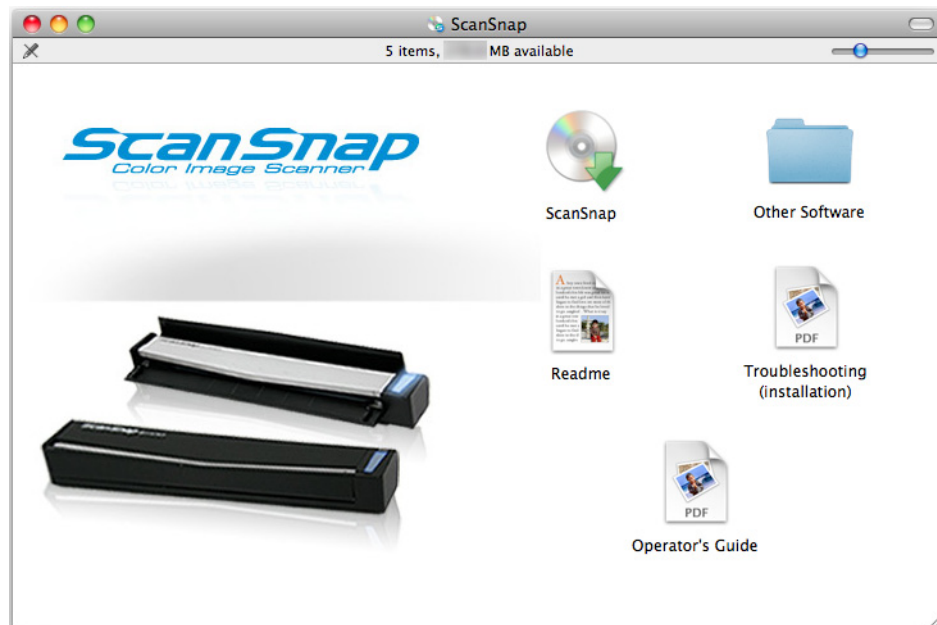 ScanSnap
5 items, MB available
ScanSnap
Color Image Scanner
ScanSnap
Other Software
Readme
PDF
Troubleshooting
(installation)
PDF
Operator's Guide